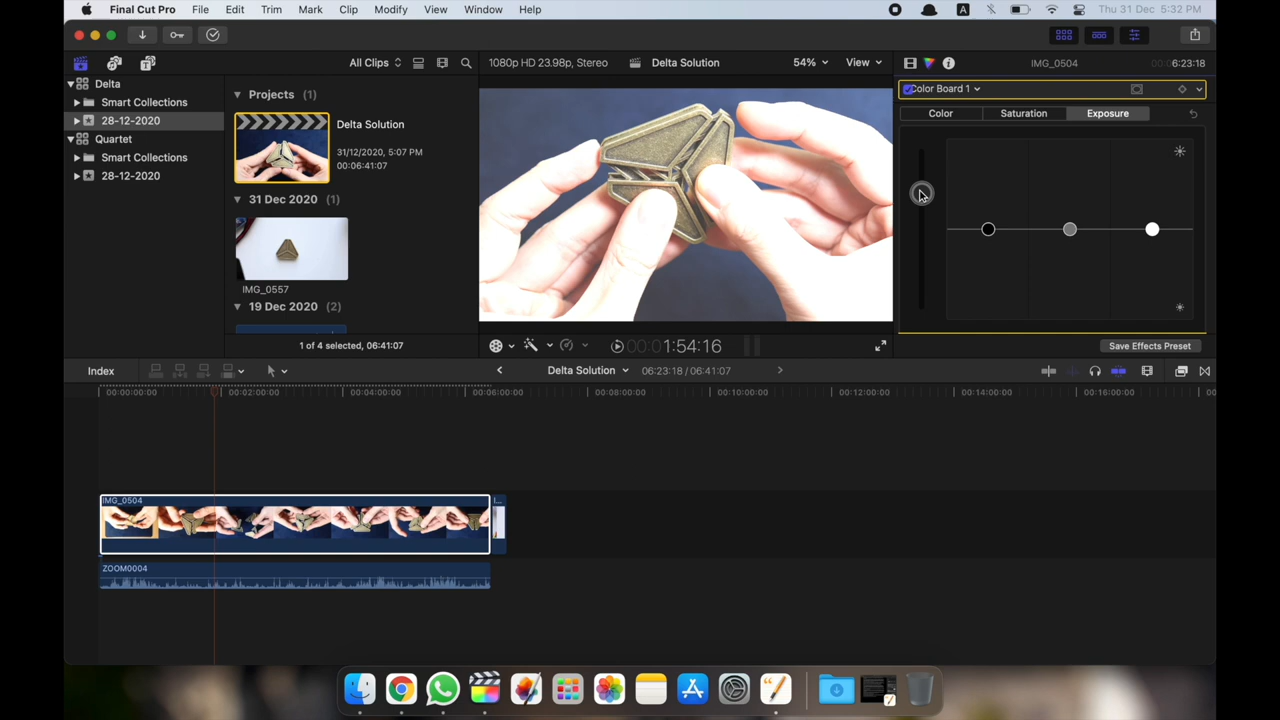 Final Cut Pro File Edit Trim Mark Clip Modify View Window Help A Thu 31 Dec 5:32 PM
All Clips 1080p HD 23.98p, Stereo Delta Solution 54% View IMG_0504 6:23:18
Delta
Smart Collections
28-12-2020
Quartet
Smart Collections
28-12-2020
Projects (1)
Delta Solution
31/12/2020, 5:07 PM
00:06:41:07
31 Dec 2020 (1)
IMG_0557
19 Dec 2020 (2)
1 of 4 selected, 06:41:07
1:54:16
Color Board 1
Color Saturation Exposure
Save Effects Preset
Index Delta Solution 06:23:18 / 06:41:07
00:00:00:00 00:02:00:00 00:04:00:00 00:06:00:00 00:08:00:00 00:10:00:00 00:12:00:00 00:14:00:00 00:16:00:00 00
IMG_0504 I...
ZOOM0004